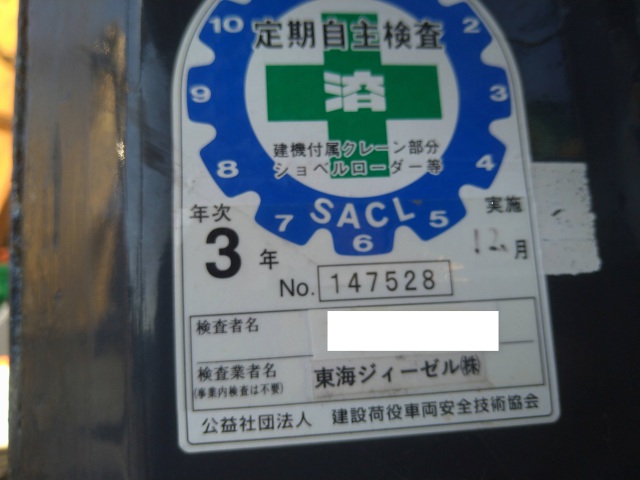 定期自主検査
10
2
済
9
3
建機付属クレーン部分
ショベルローダー等
8
4
7
SACL
5
6
年次
実施
3年
12月
No. 147528
検査者名
検査業者名
(事業内検査は不要)
東海ジィーゼル㈱
公益社団法人 建設荷役車両安全技術協会